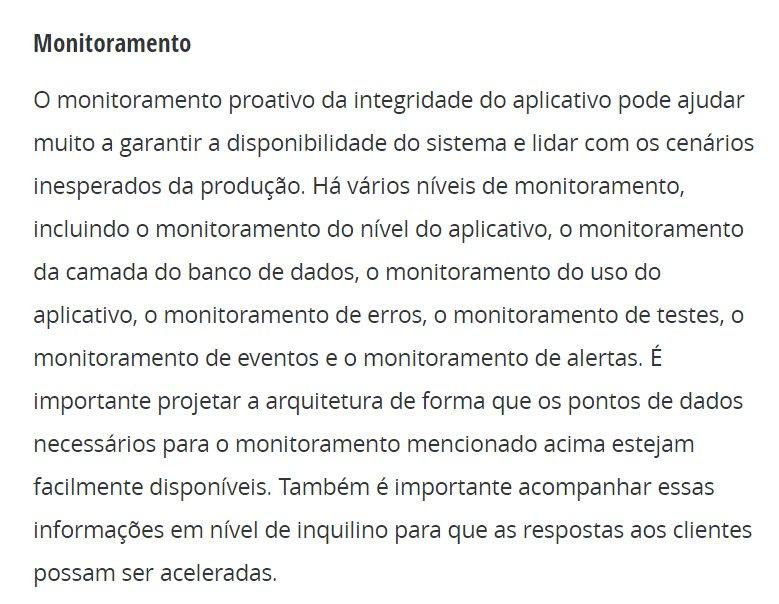 Monitoramento
O monitoramento proativo da integridade do aplicativo pode ajudar
muito a garantir a disponibilidade do sistema e lidar com os cenários
inesperados da produção. Há vários níveis de monitoramento,
incluindo o monitoramento do nível do aplicativo, o monitoramento
da camada do banco de dados, o monitoramento do uso do
aplicativo, o monitoramento de erros, o monitoramento de testes, o
monitoramento de eventos e o monitoramento de alertas. É
importante projetar a arquitetura de forma que os pontos de dados
necessários para o monitoramento mencionado acima estejam
facilmente disponíveis. Também é importante acompanhar essas
informações em nível de inquilino para que as respostas aos clientes
possam ser aceleradas.